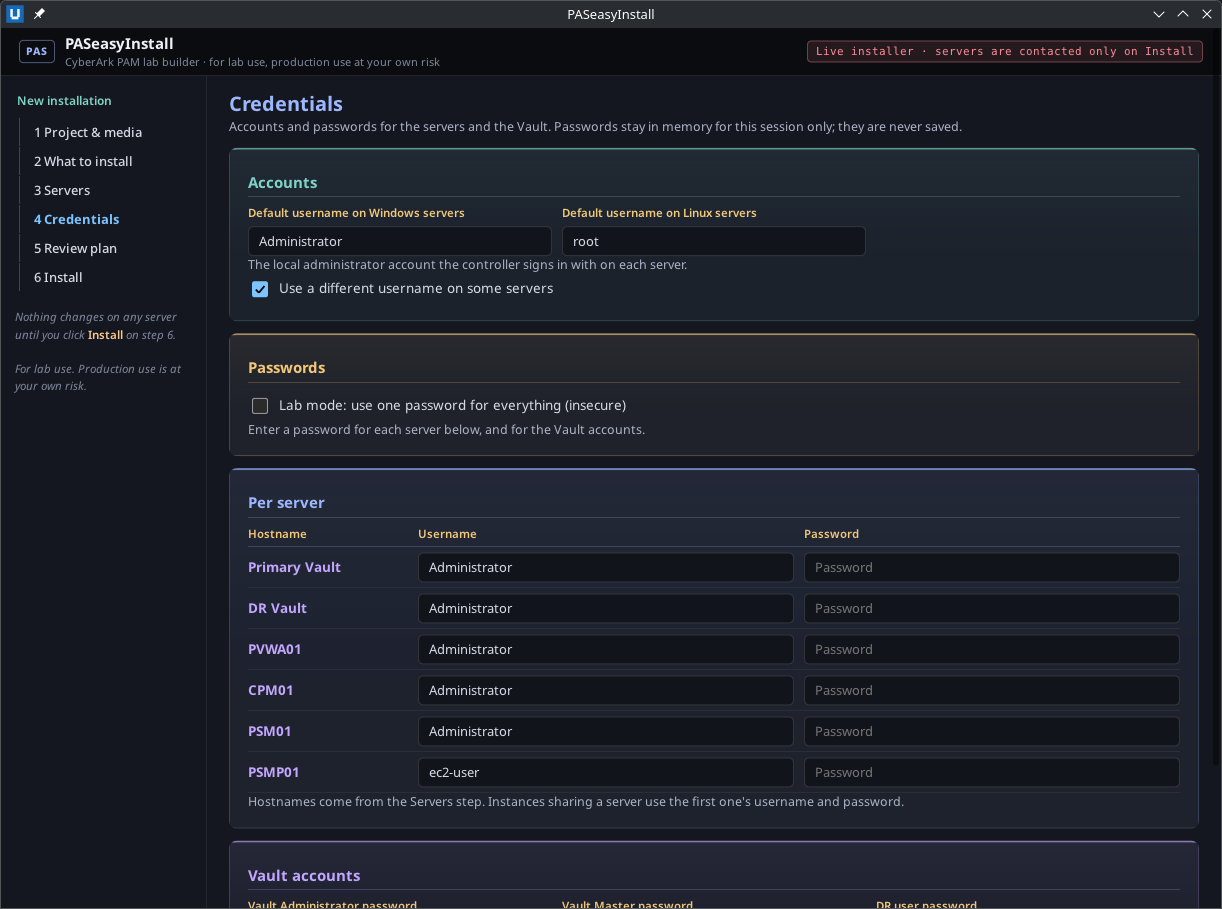 PASeasyInstall
PAS
PASeasyInstall
CyberArk PAM lab builder · for lab use, production use at your own risk
Live installer · servers are contacted only on Install
New installation
1 Project & media
2 What to install
3 Servers
4 Credentials
5 Review plan
6 Install
Nothing changes on any server
until you click Install on step 6.
For lab use. Production use is at
your own risk.
Credentials
Accounts and passwords for the servers and the Vault. Passwords stay in memory for this session only; they are never saved.
Accounts
Default username on Windows servers
Default username on Linux servers
Administrator
root
The local administrator account the controller signs in with on each server.
Use a different username on some servers
Passwords
Lab mode: use one password for everything (insecure)
Enter a password for each server below, and for the Vault accounts.
Per server
Hostname Username Password
Primary Vault Administrator Password
DR Vault Administrator Password
PVWA01 Administrator Password
CPM01 Administrator Password
PSM01 Administrator Password
PSMP01 ec2-user Password
Hostnames come from the Servers step. Instances sharing a server use the first one's username and password.
Vault accounts
Vault Administrator password Vault Master password DR user password